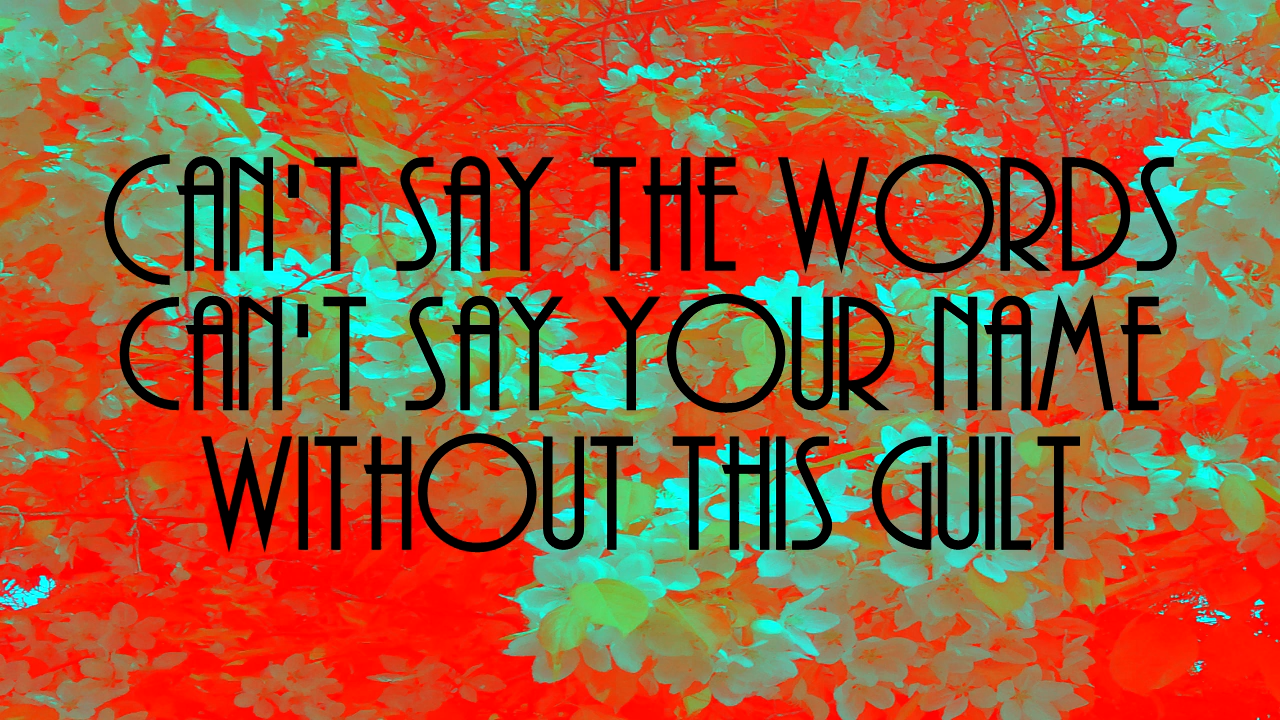 CAN'T SAY THE WORDS
CAN'T SAY YOUR NAME
WITHOUT THIS GUILT